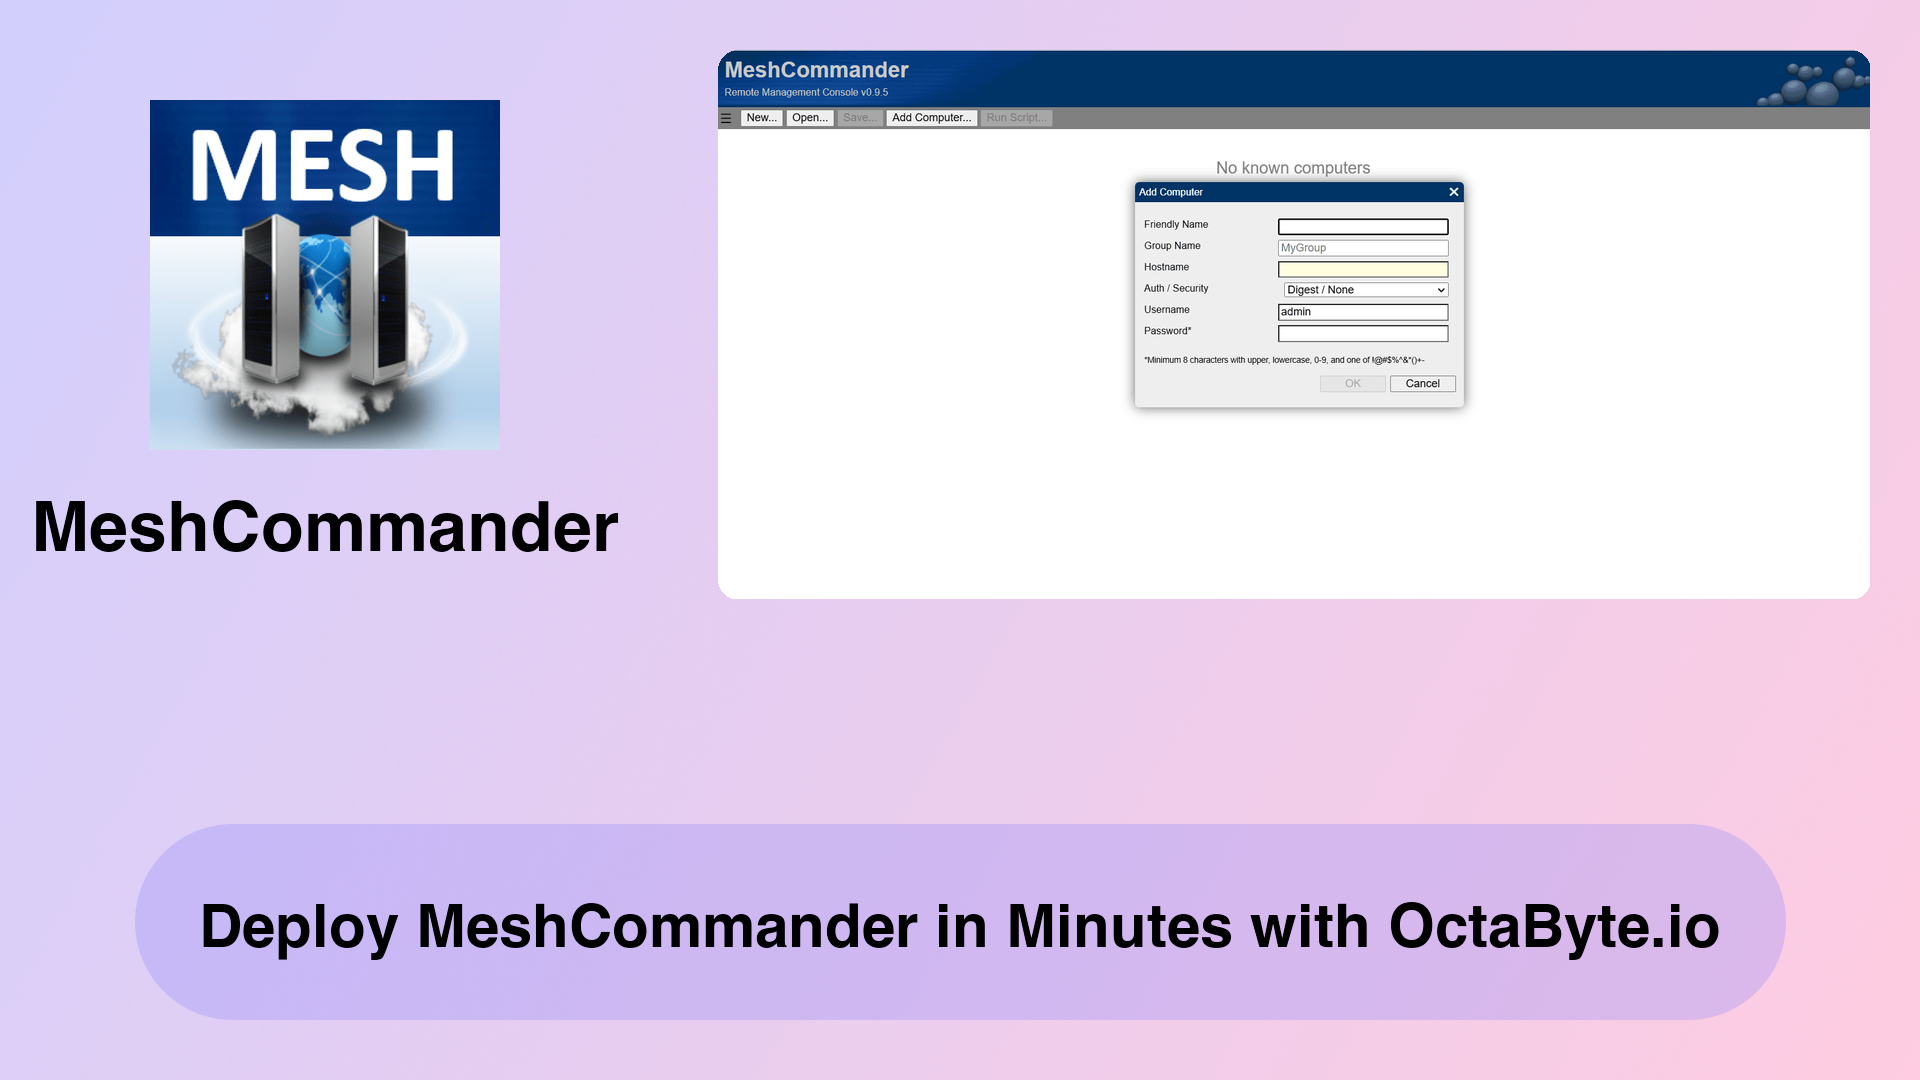 MESH
MeshCommander
MeshCommander
Remote Management Console v0.9.5
New... Open... Save... Add Computer... Run Script...
No known computers
Add Computer
Friendly Name
Group Name MyGroup
Hostname
Auth / Security Digest / None
Username admin
Password*
*Minimum 8 characters with upper, lowercase, 0-9, and one of !@#$%^&*()+-
OK Cancel
Deploy MeshCommander in Minutes with OctaByte.io